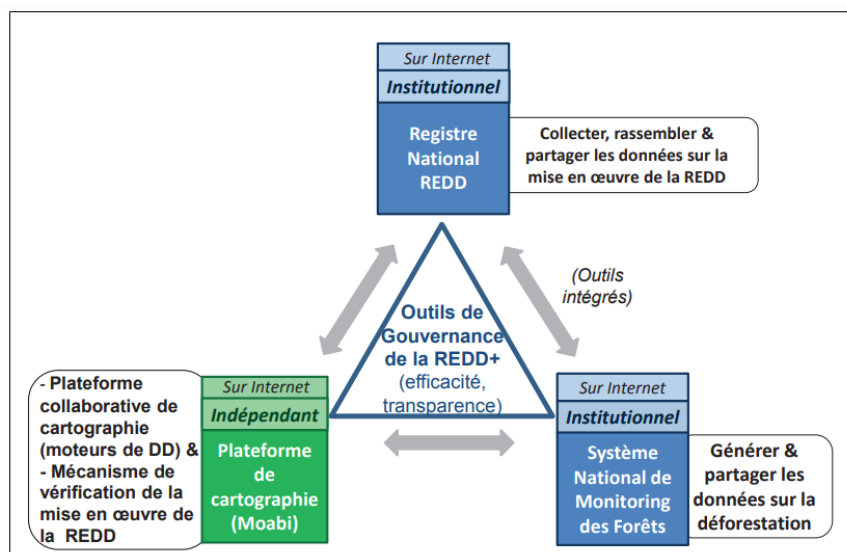 Sur Internet
Institutionnel
Registre
National
REDD
Collecter, rassembler &
partager les données sur la
mise en œuvre de la REDD
(Outils
intégrés)
Outils de
Gouvernance
de la REDD+
(efficacité,
transparence)
- Plateforme
collaborative de
cartographie
(moteurs de DD) &
- Mécanisme de
vérification de la
mise en œuvre de
la REDD
Sur Internet
Indépendant
Plateforme
de
cartographie
(Moabi)
Sur Internet
Institutionnel
Système
National de
Monitoring
des Forêts
Générer &
partager les
données sur la
déforestation